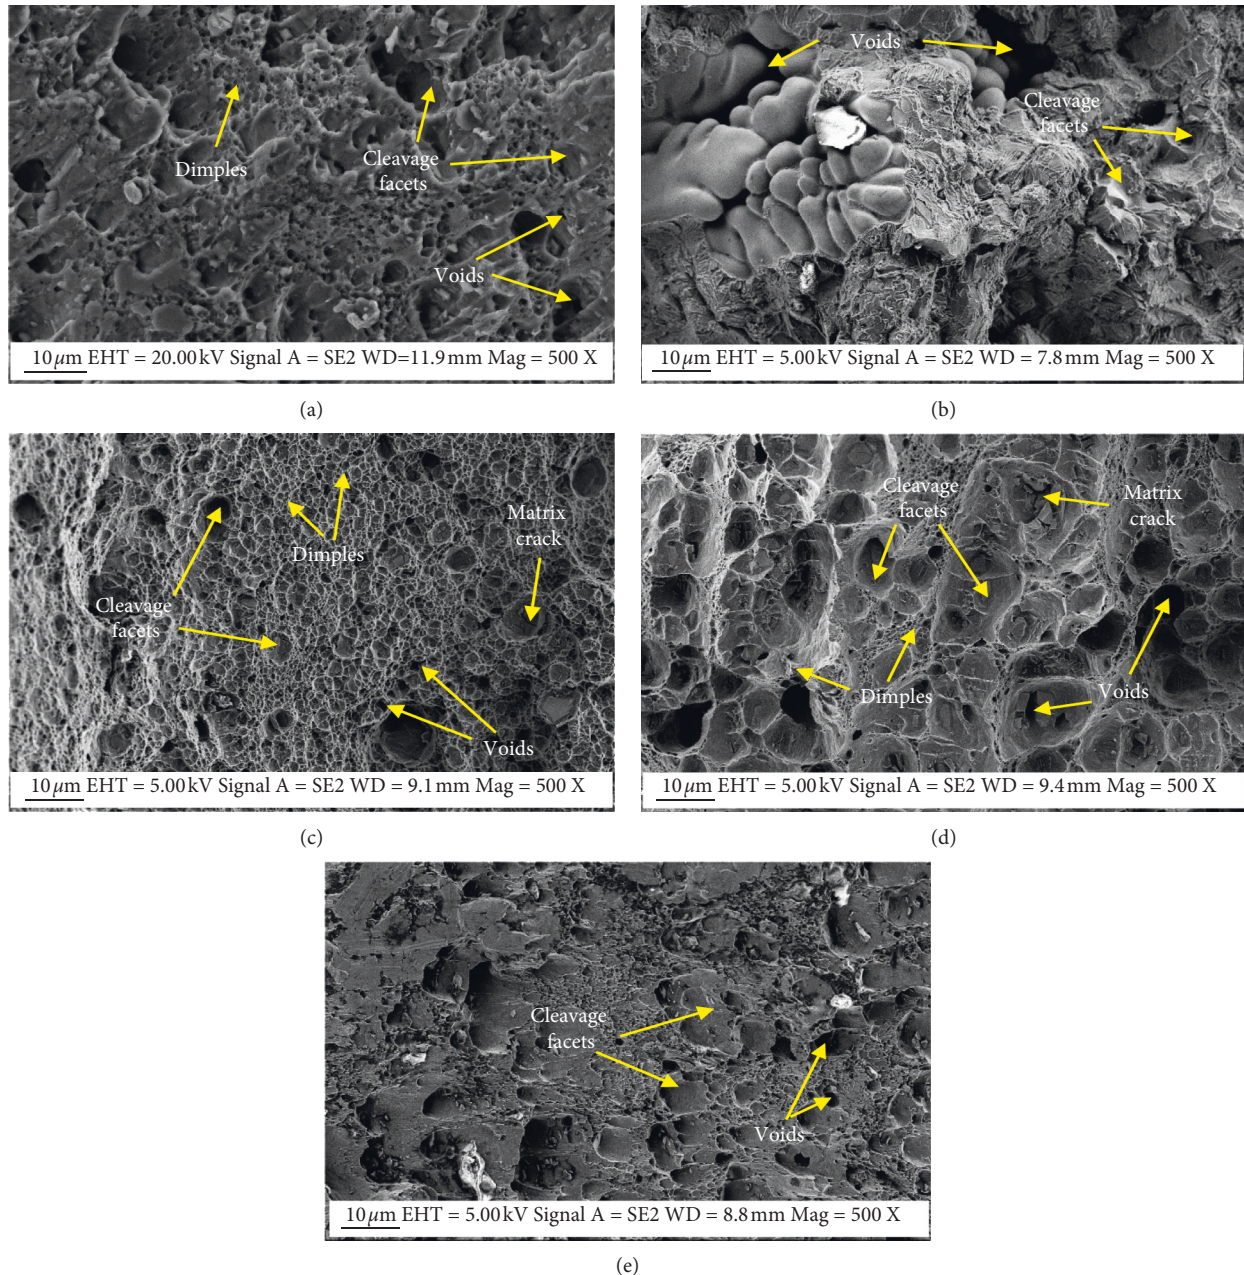 Dimples
Cleavage
facets
Voids
10 μm EHT = 20.00 kV Signal A = SE2 WD=11.9 mm Mag = 500 X
(a)
Voids
Cleavage
facets
10 μm EHT = 5.00 kV Signal A = SE2 WD = 7.8 mm Mag = 500 X
(b)
Matrix
crack
Dimples
Cleavage
facets
Voids
10 μm EHT = 5.00 kV Signal A = SE2 WD = 9.1 mm Mag = 500 X
(c)
Cleavage
facets
Matrix
crack
Dimples
Voids
10 μm EHT = 5.00 kV Signal A = SE2 WD = 9.4 mm Mag = 500 X
(d)
Cleavage
facets
Voids
10 μm EHT = 5.00 kV Signal A = SE2 WD = 8.8 mm Mag = 500 X
(e)